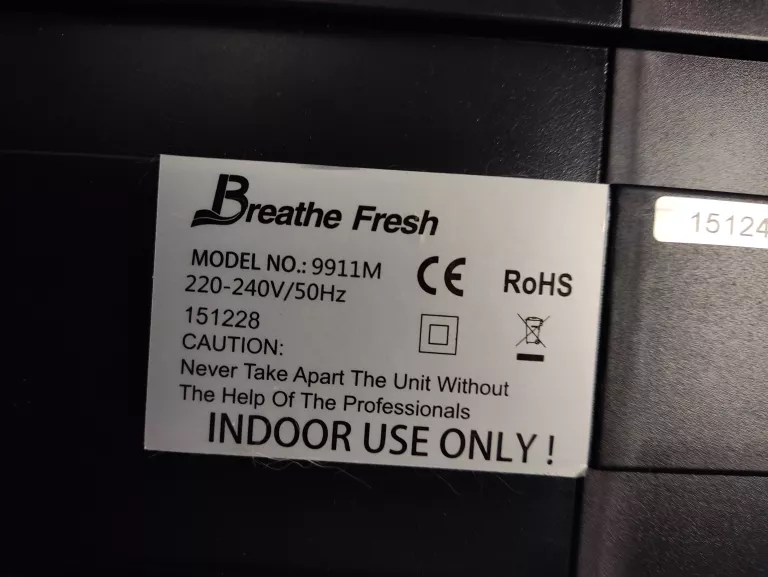 Breathe Fresh
MODEL NO.: 9911M
220-240V/50Hz
151228
CE
RoHS
CAUTION:
Never Take Apart The Unit Without
The Help Of The Professionals
INDOOR USE ONLY !
15124